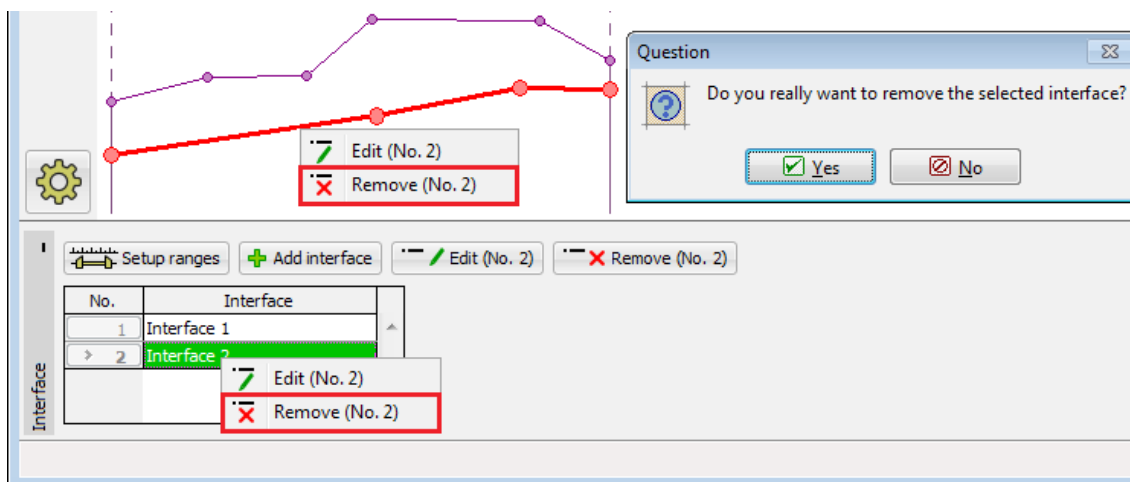 Question
Do you really want to remove the selected interface?
Yes No
Edit (No. 2)
Remove (No. 2)
Setup ranges Add interface Edit (No. 2) Remove (No. 2)
No. Interface
1 Interface 1
2 Interface 2
Edit (No. 2)
Remove (No. 2)
Interface